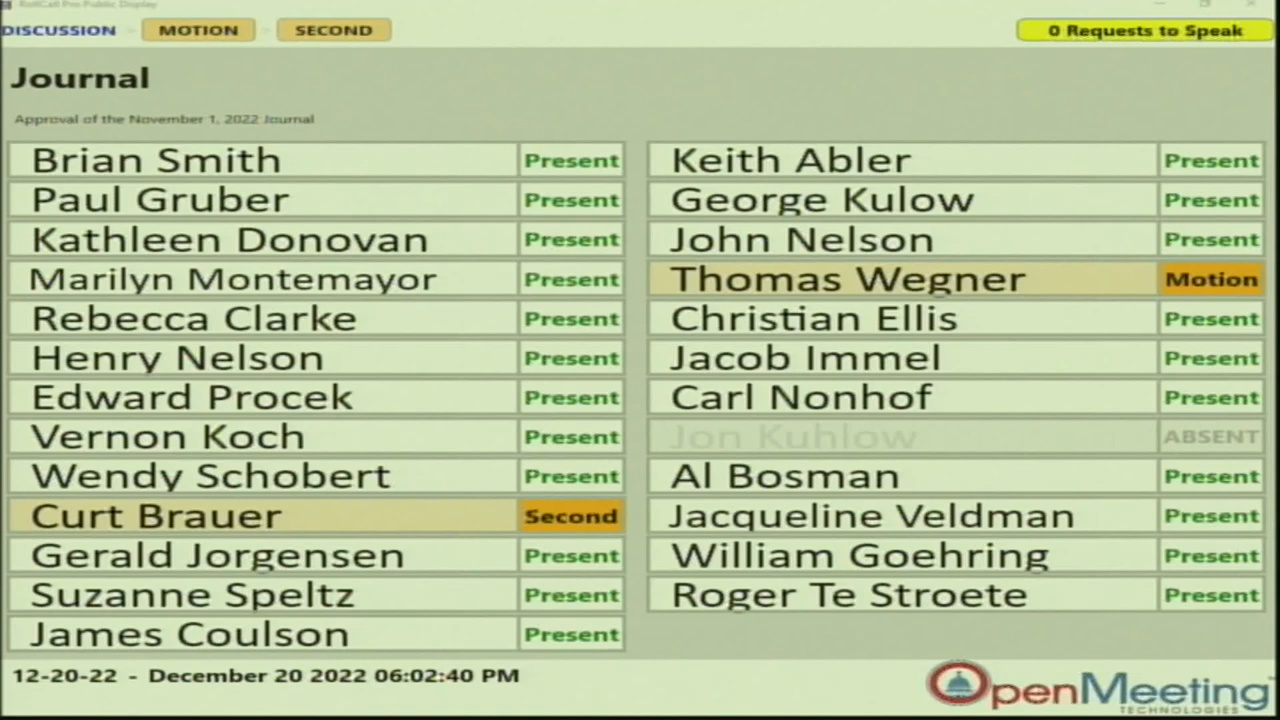 RollCall Pro Public Display
DISCUSSION MOTION SECOND 0 Requests to Speak
Journal
Approval of the November 1, 2022 Journal
Brian Smith Present
Paul Gruber Present
Kathleen Donovan Present
Marilyn Montemayor Present
Rebecca Clarke Present
Henry Nelson Present
Edward Procek Present
Vernon Koch Present
Wendy Schobert Present
Curt Brauer Second
Gerald Jorgensen Present
Suzanne Speltz Present
James Coulson Present
Keith Abler Present
George Kulow Present
John Nelson Present
Thomas Wegner Motion
Christian Ellis Present
Jacob Immel Present
Carl Nonhof Present
Jon Kuhlow ABSENT
Al Bosman Present
Jacqueline Veldman Present
William Goehring Present
Roger Te Stroete Present
12-20-22 - December 20 2022 06:02:40 PM
OpenMeeting
TECHNOLOGIES